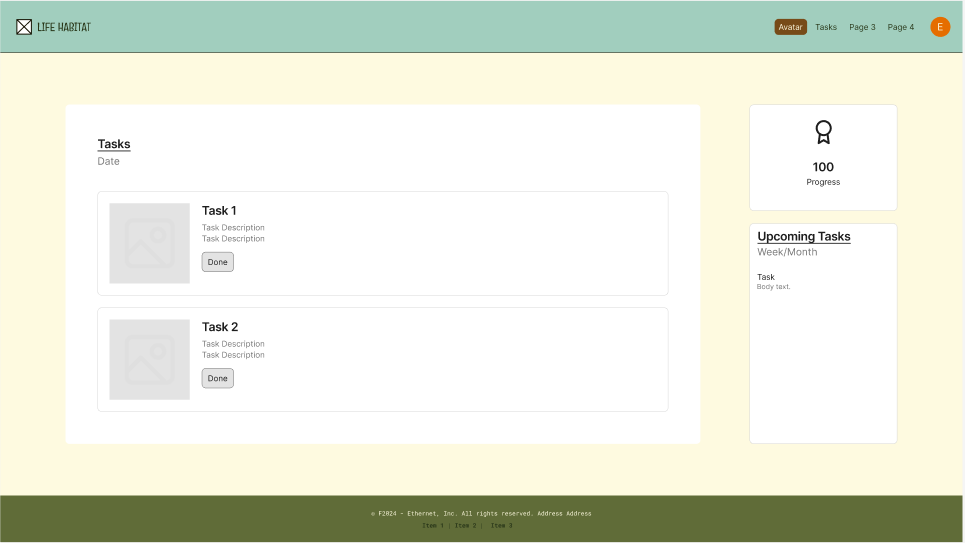 LIFE HABITAT
Avatar Tasks Page 3 Page 4 E
Tasks
Date
Task 1
Task Description
Task Description
Done
Task 2
Task Description
Task Description
Done
100
Progress
Upcoming Tasks
Week/Month
Task
Body text.
© F2024 - Ethernet, Inc. All rights reserved. Address Address
Item 1 | Item 2 | Item 3